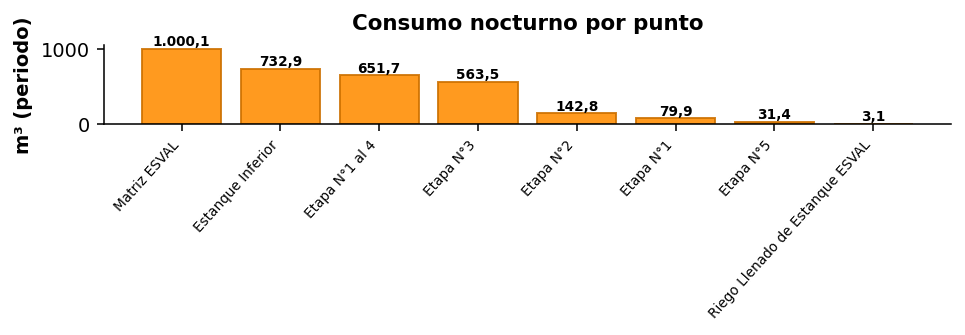 Consumo nocturno por punto
m³ (periodo)
1000
0
1.000,1
732,9
651,7
563,5
142,8
79,9
31,4
3,1
Matriz ESVAL
Estanque Inferior
Etapa N°1 al 4
Etapa N°3
Etapa N°2
Etapa N°1
Etapa N°5
Riego Llenado de Estanque ESVAL